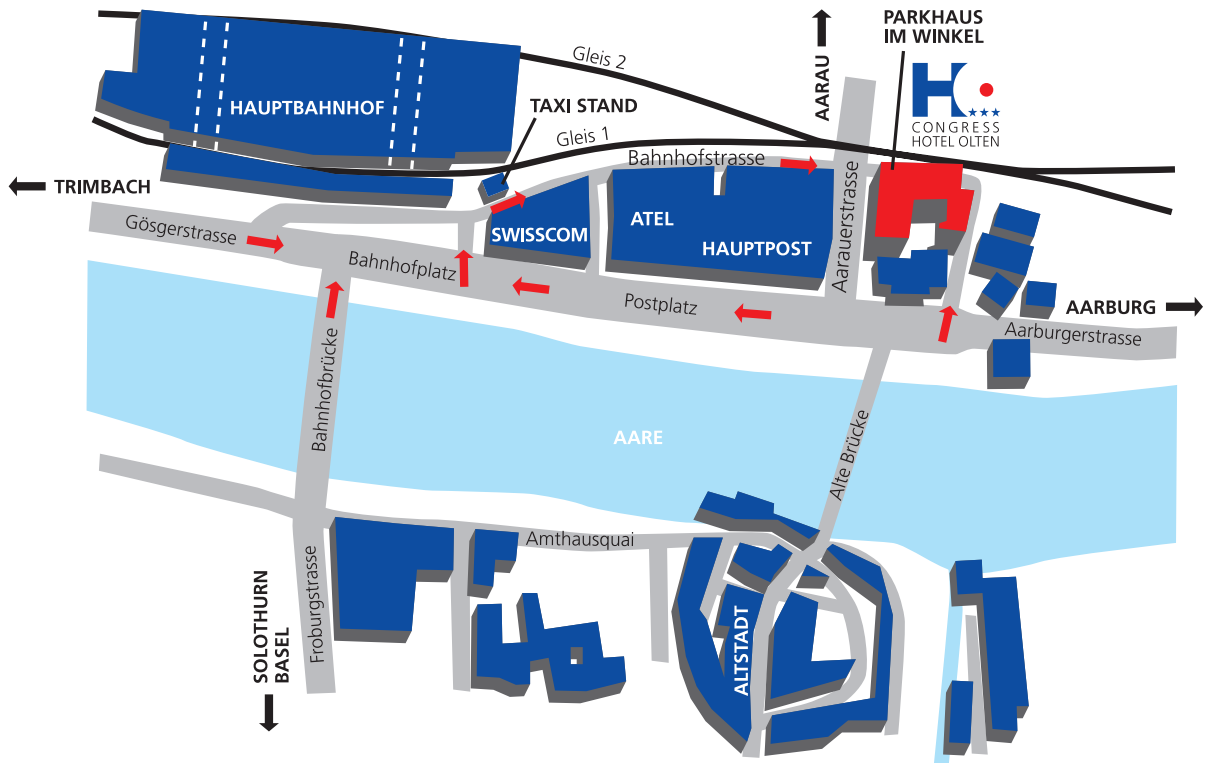 PARKHAUS
IM WINKEL
AARAU
Gleis 2
HAUPTBAHNHOF
TAXI STAND
Gleis 1
H
CONGRESS
HOTEL OLTEN
Bahnhofstrasse
TRIMBACH
Gösgerstrasse
SWISSCOM
ATEL
HAUPTPOST
Aarauerstrasse
Bahnhofplatz
Postplatz
AARBURG
Aarburgerstrasse
Bahnhofbrücke
AARE
Alte Brücke
Amthausquai
Froburgstrasse
SOLOTHURN
BASEL
ALTSTADT